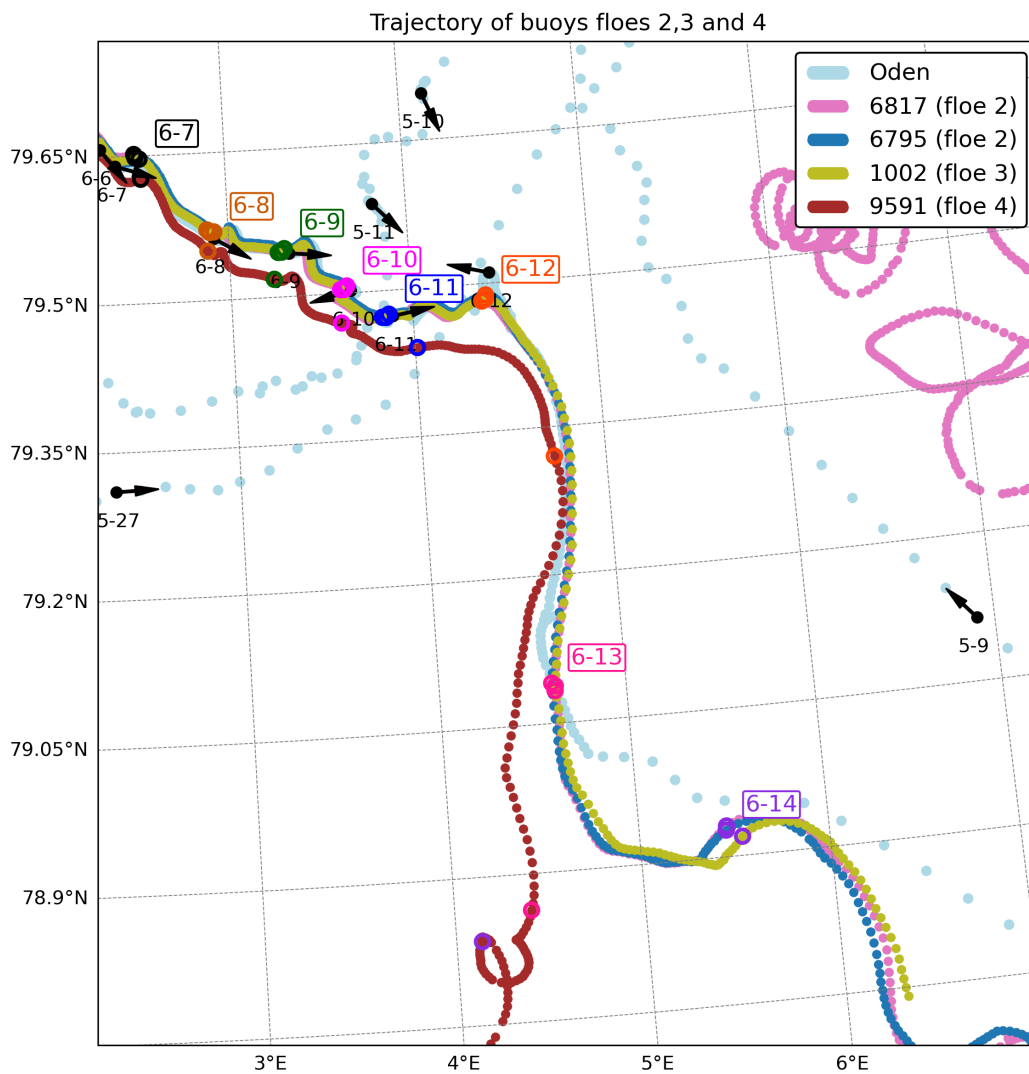 Trajectory of buoys floes 2,3 and 4
Oden
6817 (floe 2)
6795 (floe 2)
1002 (floe 3)
9591 (floe 4)
79.65°N
79.5°N
79.35°N
79.2°N
79.05°N
78.9°N
3°E
4°E
5°E
6°E
5-10
6-7
6-6
6-7
6-8
5-11
6-9
6-8
6-10
6-9
6-11
6-12
6-12
6-10
6-11
5-27
5-9
6-13
6-14